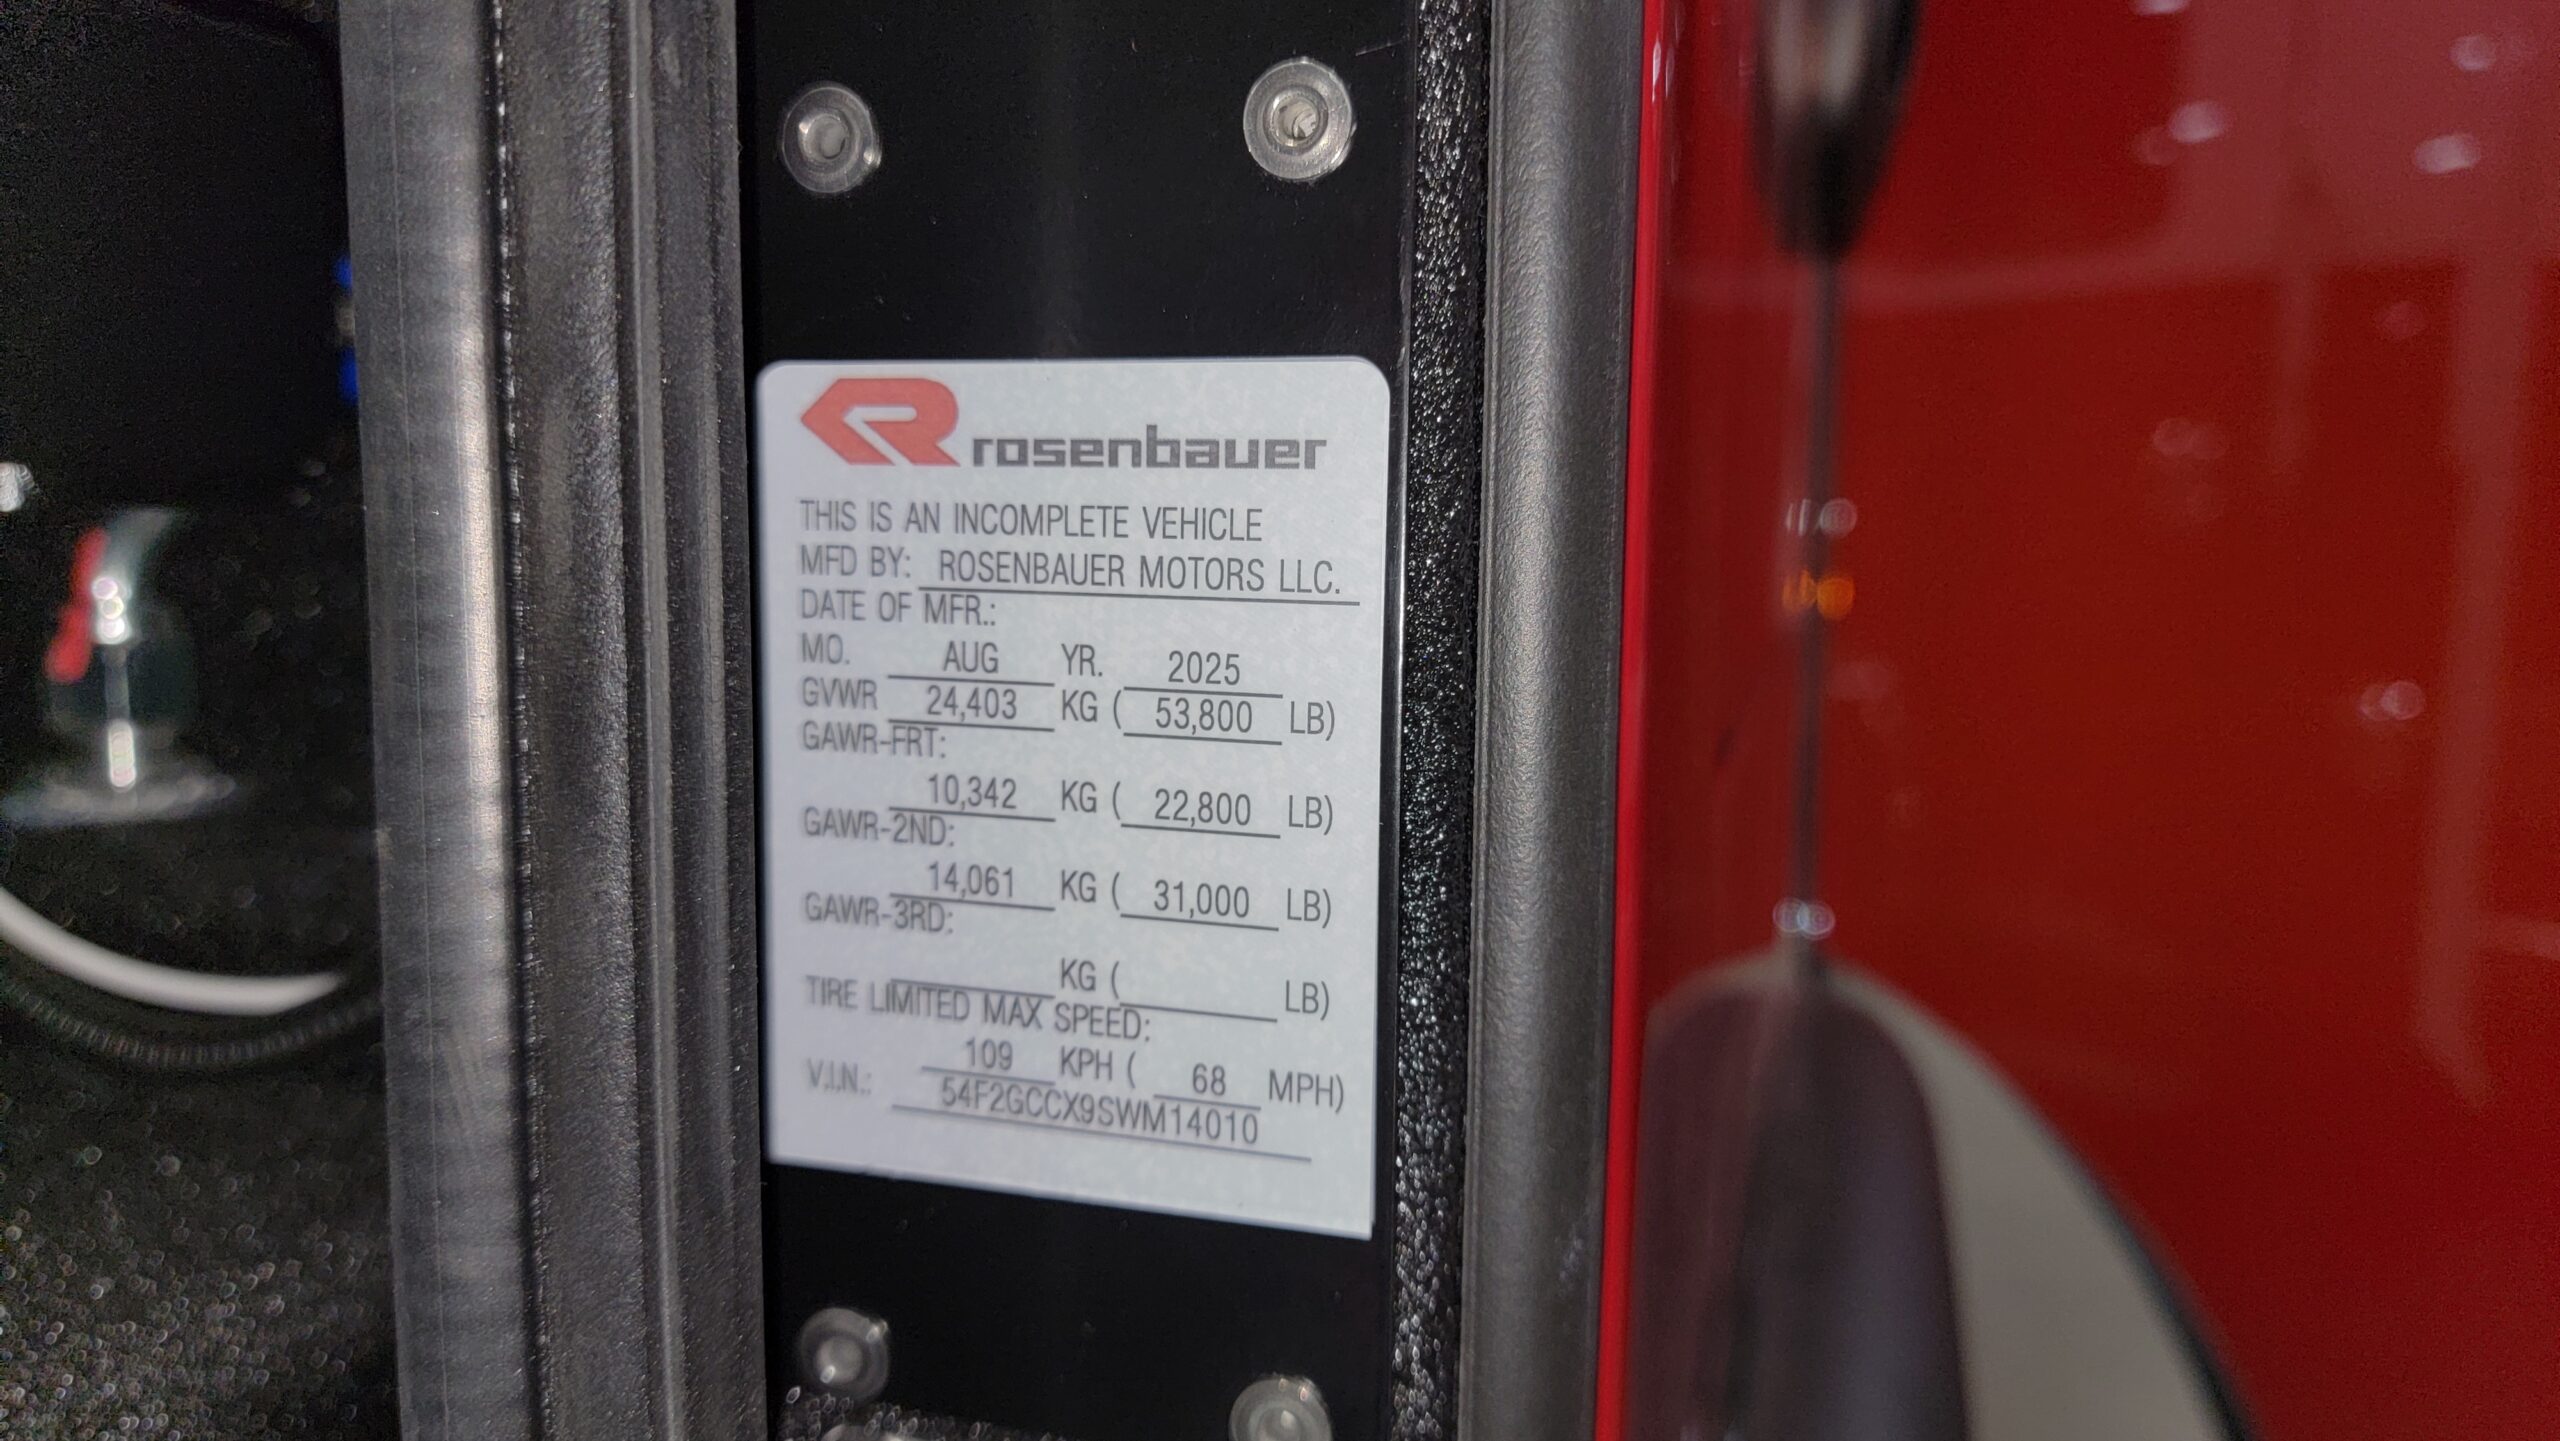 rosenbauer
THIS IS AN INCOMPLETE VEHICLE
MFD BY: ROSENBAUER MOTORS LLC.
DATE OF MFR.:
MO. AUG YR. 2025
GVWR 24,403 KG ( 53,800 LB)
GAWR-FRT:
10,342 KG ( 22,800 LB)
GAWR-2ND:
14,061 KG ( 31,000 LB)
GAWR-3RD:
KG ( LB)
TIRE LIMITED MAX SPEED:
109 KPH ( 68 MPH)
V.I.N.: 54F2GCCX9SWM14010